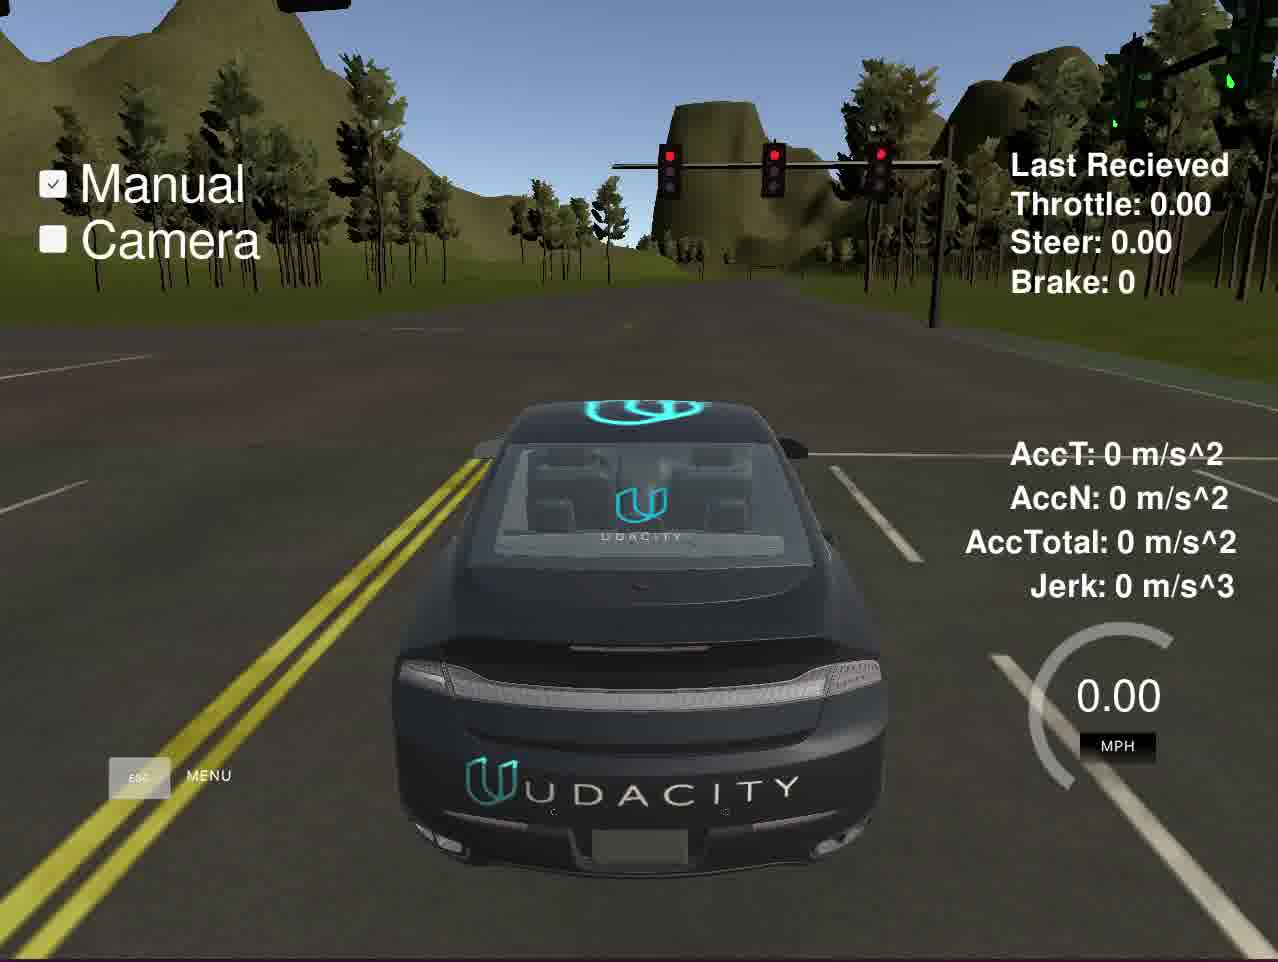 Manual
Camera
Last Recieved
Throttle: 0.00
Steer: 0.00
Brake: 0
AccT: 0 m/s^2
AccN: 0 m/s^2
AccTotal: 0 m/s^2
Jerk: 0 m/s^3
UDACITY
0.00
MPH
ESC
MENU
UDACITY